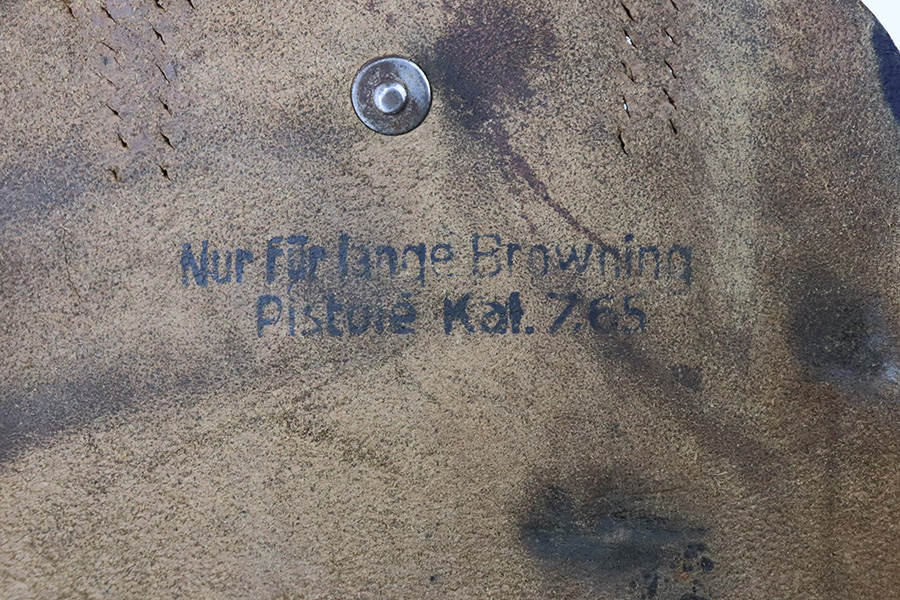 Nur für lange Browning
Pistole Kal. 7.65